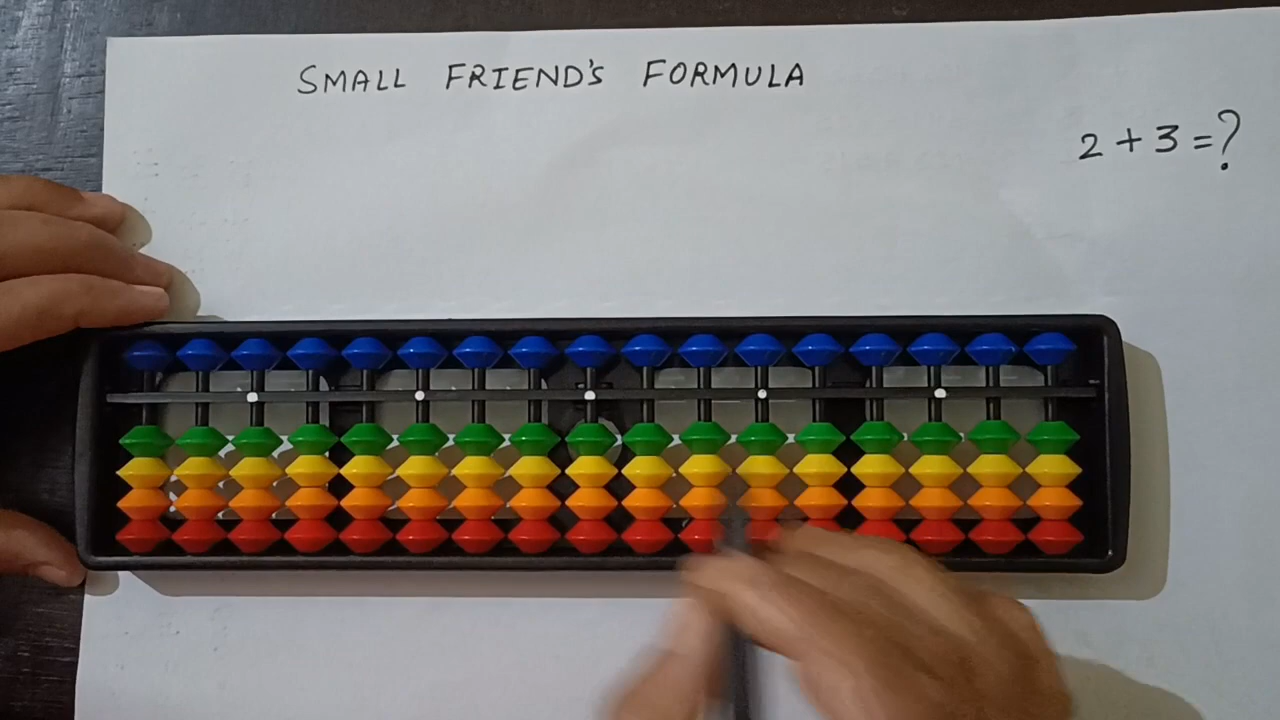 SMALL FRIEND'S FORMULA
2 + 3 = ?